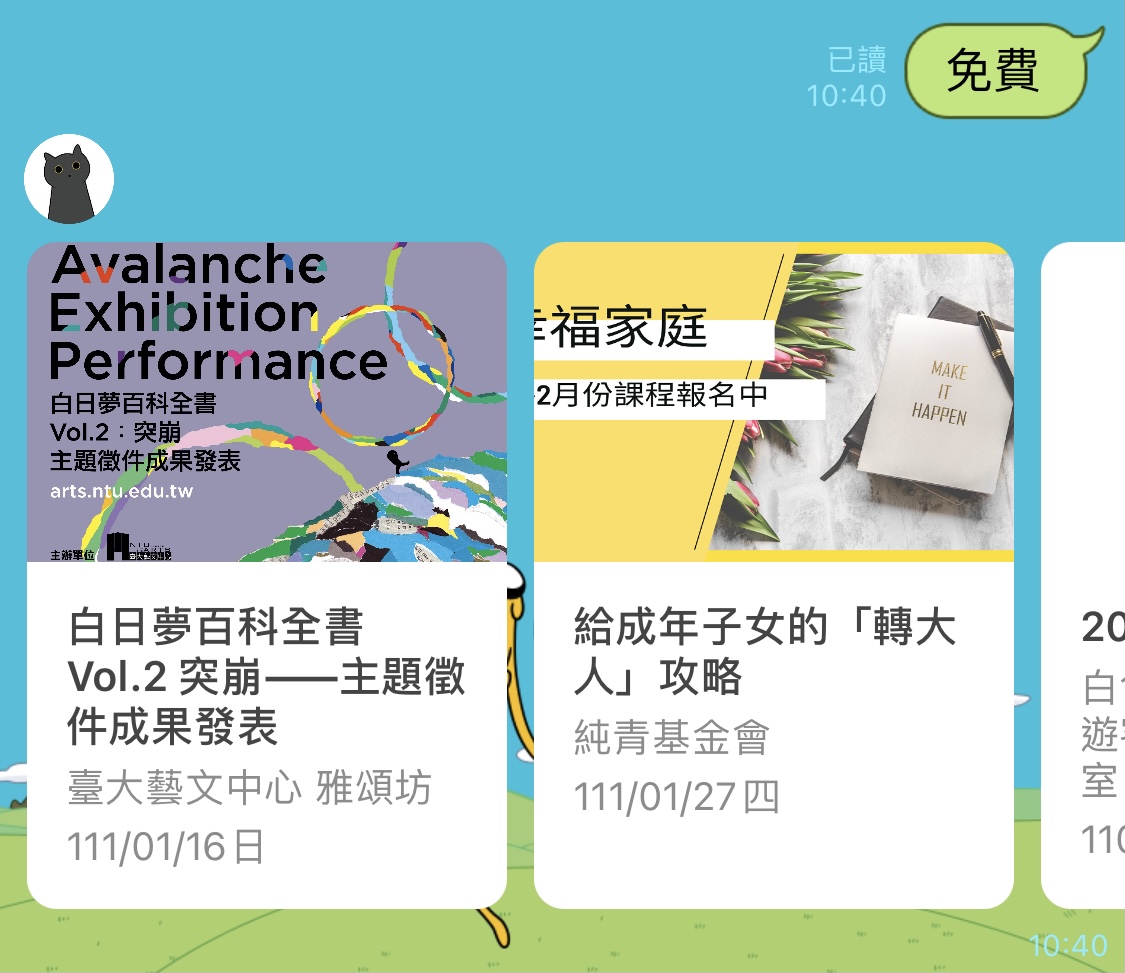 已讀
10:40
免費
Avalanche
Exhibition
Performance
白日夢百科全書
Vol.2：突崩
主題徵件成果發表
arts.ntu.edu.tw
主辦單位
白日夢百科全書
Vol.2 突崩——主題徵
件成果發表
臺大藝文中心 雅頌坊
111/01/16日
福家庭
2月份課程報名中
MAKE
IT
HAPPEN
給成年子女的「轉大
人」攻略
純青基金會
111/01/27四
20
白
遊
室
110
10:40